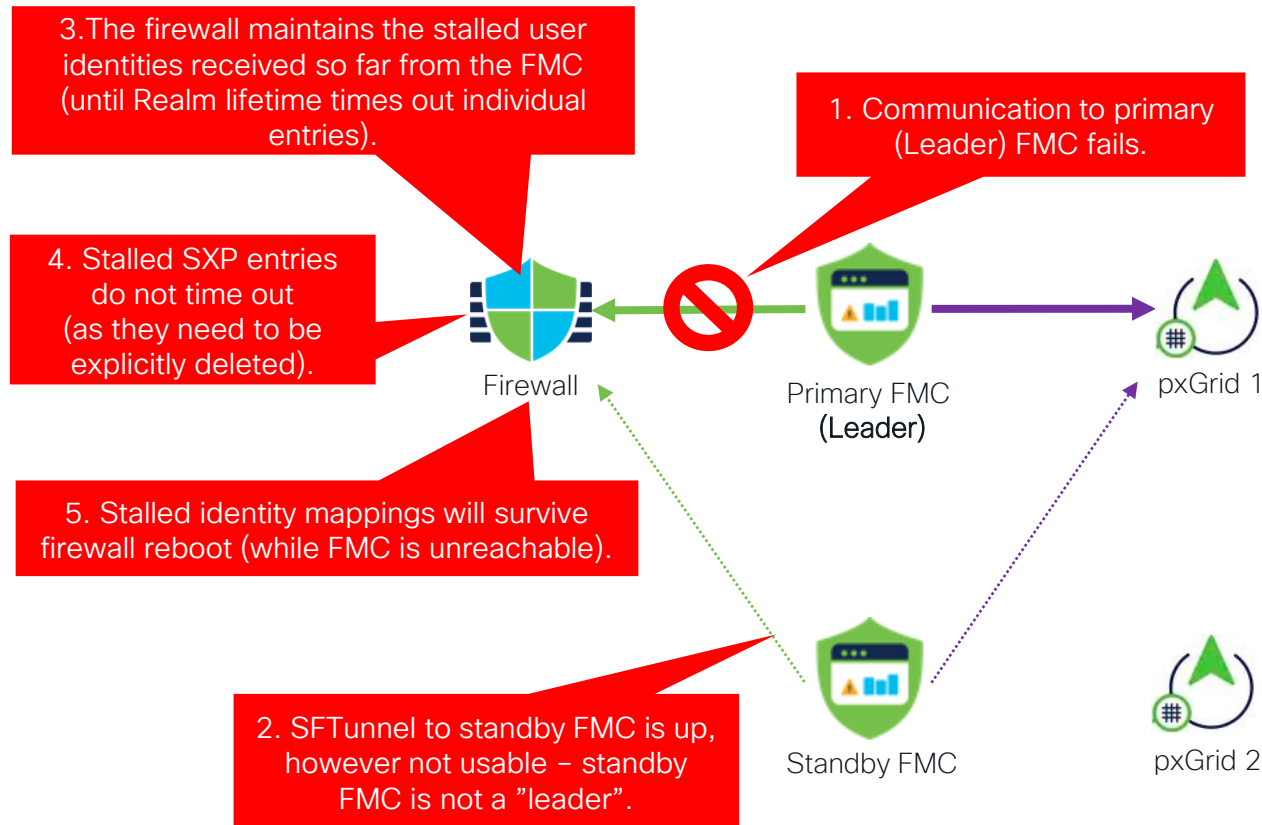 3.The firewall maintains the stalled user
identities received so far from the FMC
(until Realm lifetime times out individual
entries).
1. Communication to primary
(Leader) FMC fails.
4. Stalled SXP entries
do not time out
(as they need to be
explicitly deleted).
Firewall
Primary FMC
(Leader)
pxGrid 1
5. Stalled identity mappings will survive
firewall reboot (while FMC is unreachable).
2. SFTunnel to standby FMC is up,
however not usable – standby
FMC is not a ”leader”.
Standby FMC
pxGrid 2